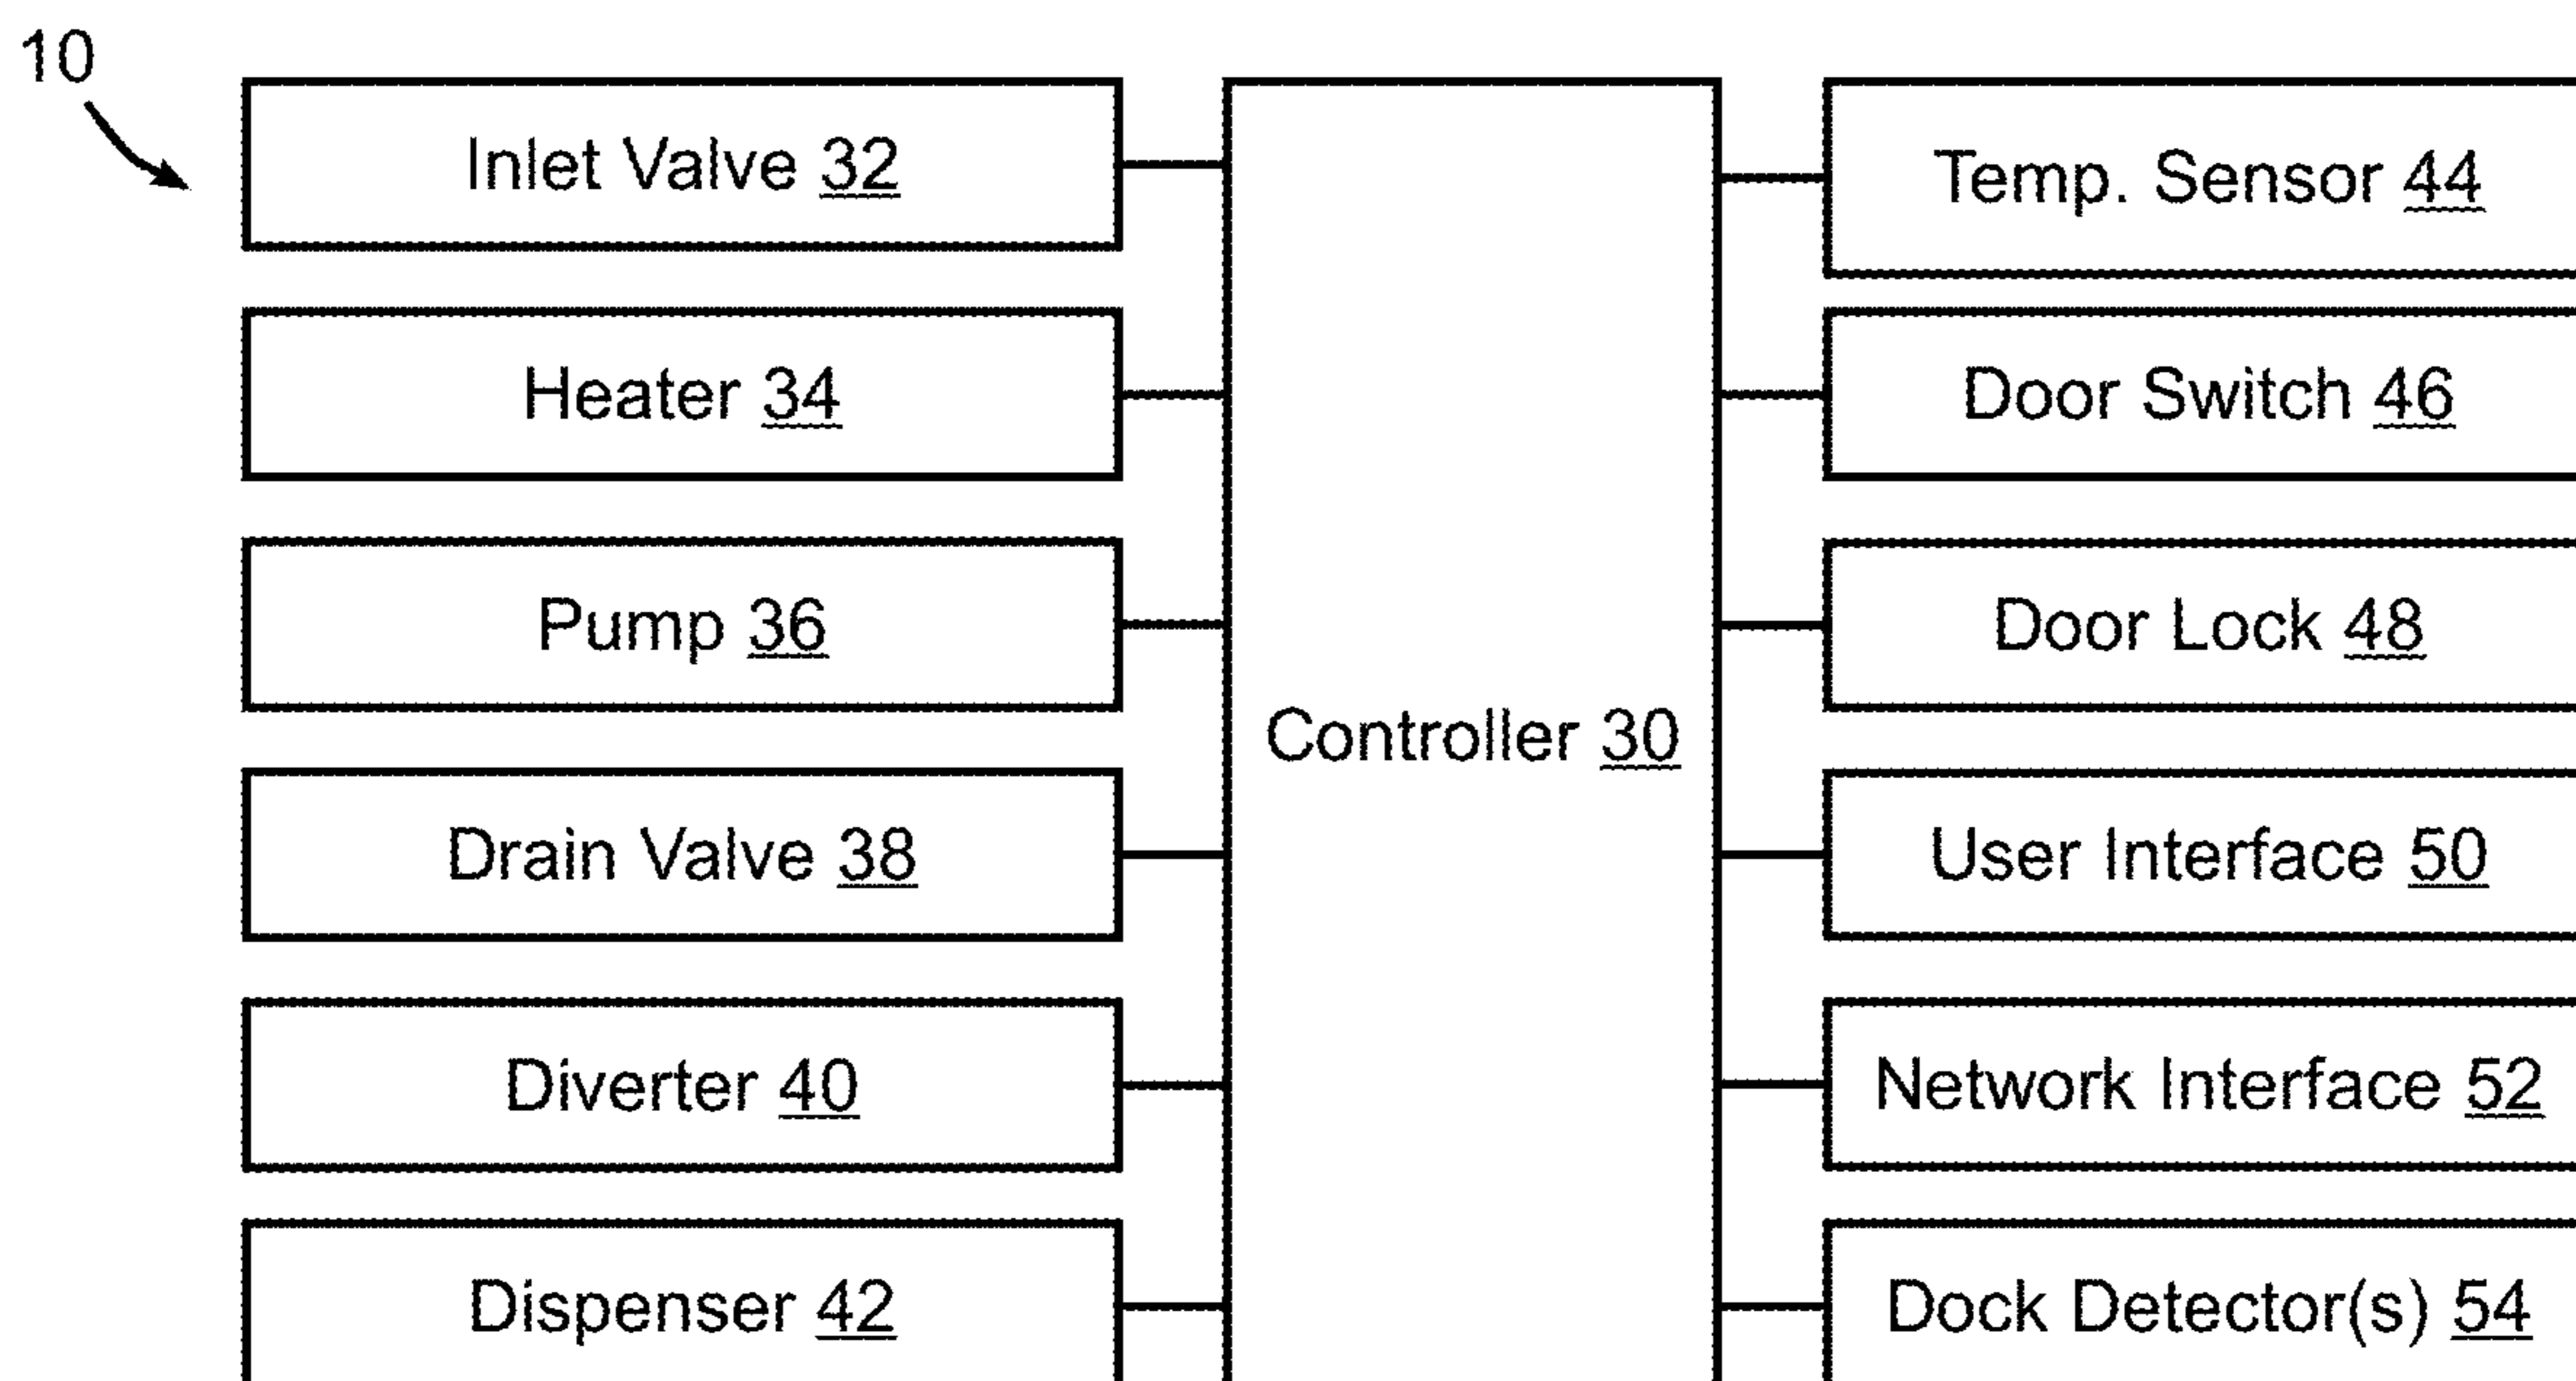 10
Inlet Valve 32
Heater 34
Pump 36
Drain Valve 38
Diverter 40
Dispenser 42
Controller 30
Temp. Sensor 44
Door Switch 46
Door Lock 48
User Interface 50
Network Interface 52
Dock Detector(s) 54